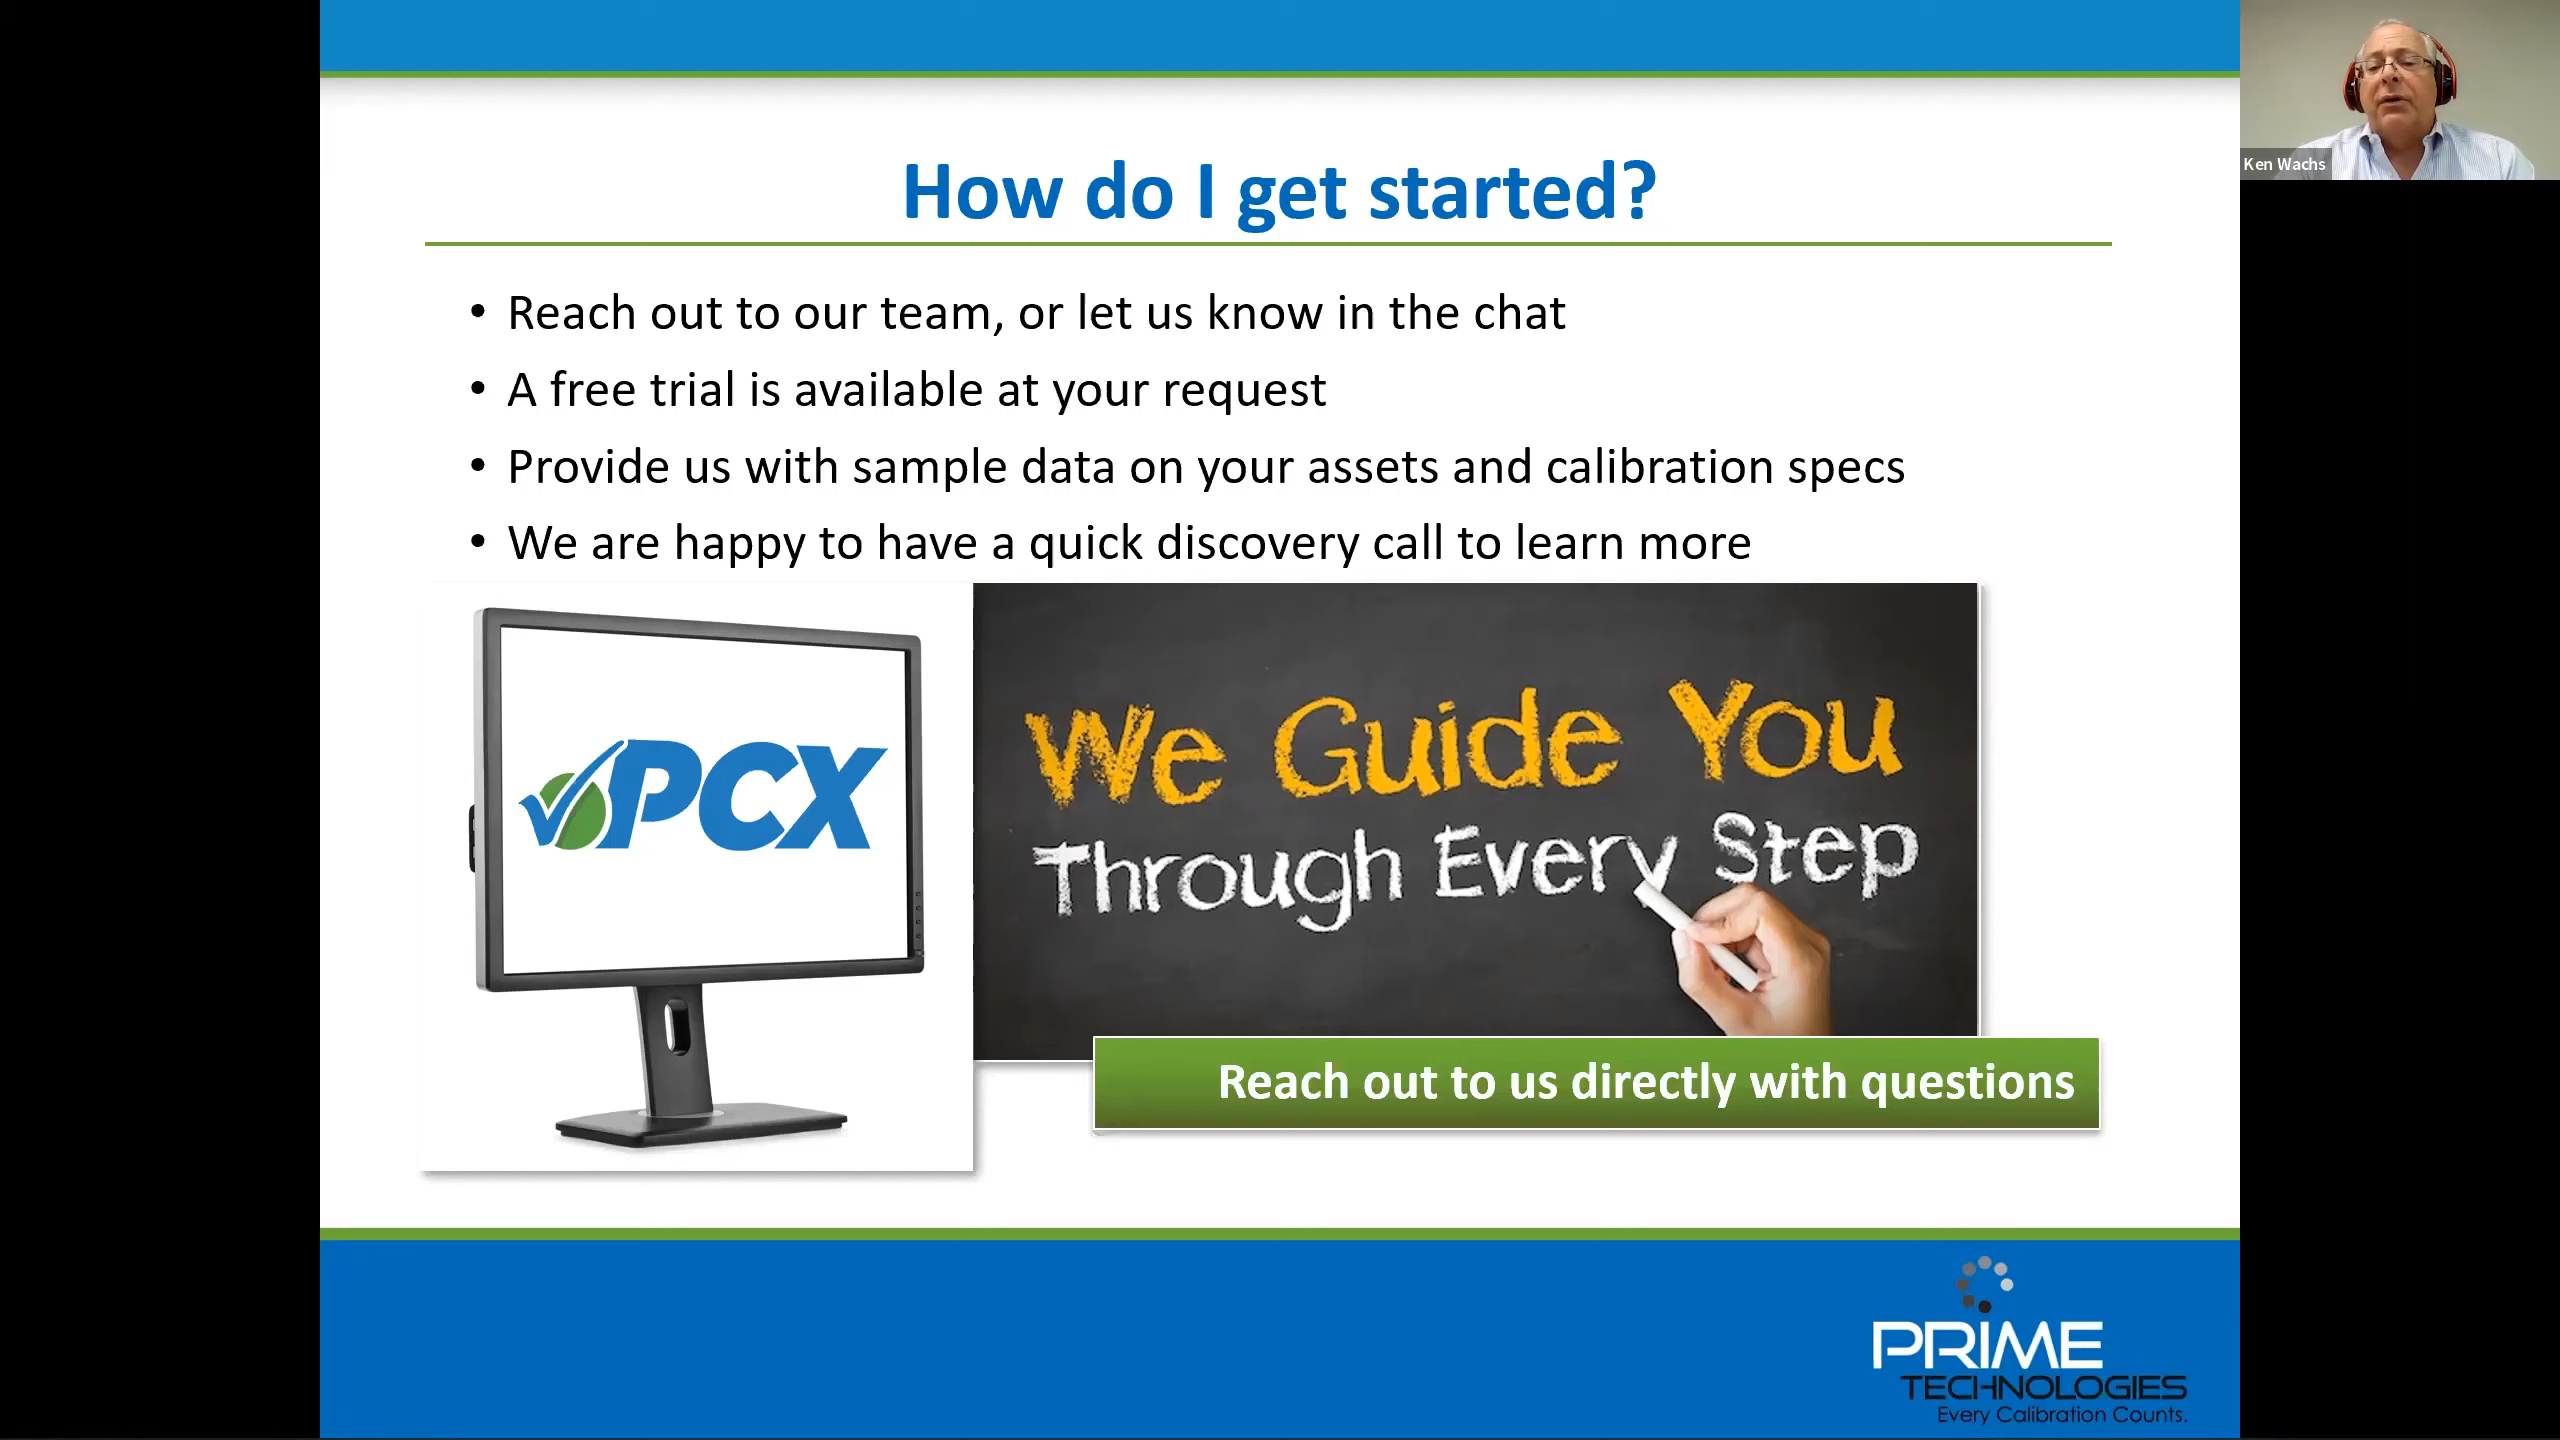 How do I get started?
Ken Wachs
• Reach out to our team, or let us know in the chat
• A free trial is available at your request
• Provide us with sample data on your assets and calibration specs
• We are happy to have a quick discovery call to learn more
PCX
We Guide You
Through Every Step
Reach out to us directly with questions
PRIME
TECHNOLOGIES
Every Calibration Counts.